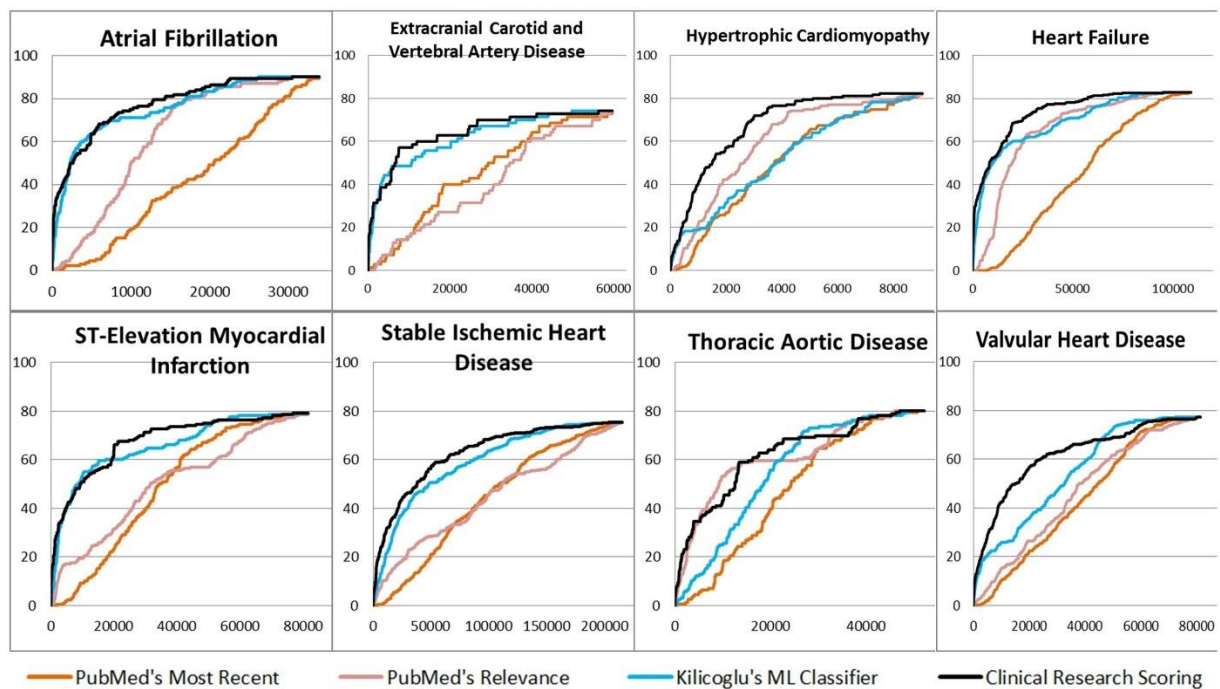 Atrial Fibrillation
100
80
60
40
20
0
0 10000 20000 30000
Extracranial Carotid and
Vertebral Artery Disease
100
80
60
40
20
0
0 20000 40000 60000
Hypertrophic Cardiomyopathy
100
80
60
40
20
0
0 2000 4000 6000 8000
Heart Failure
100
80
60
40
20
0
0 50000 100000
ST-Elevation Myocardial
Infarction
100
80
60
40
20
0
0 20000 40000 60000 80000
Stable Ischemic Heart
Disease
100
80
60
40
20
0
0 50000 100000 150000 200000
Thoracic Aortic Disease
100
80
60
40
20
0
0 20000 40000
Valvular Heart Disease
100
80
60
40
20
0
0 20000 40000 60000 80000
PubMed's Most Recent PubMed's Relevance Kilicoglu's ML Classifier Clinical Research Scoring